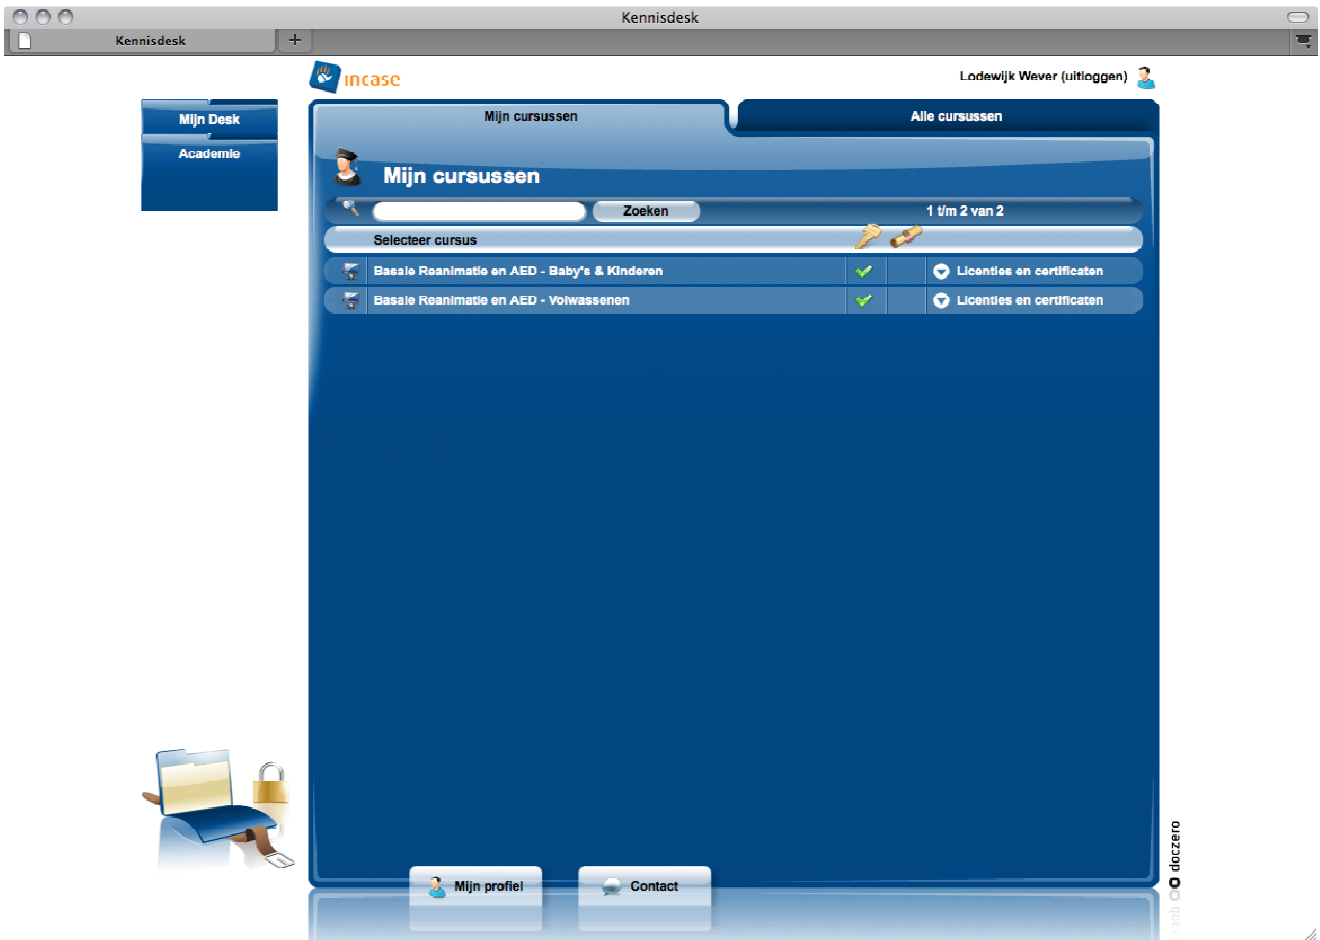 Kennisdesk
Kennisdesk
incase
Lodewijk Wever (uitloggen)
Mijn Desk
Academie
Mijn cursussen
Alle cursussen
Mijn cursussen
Zoeken
1 t/m 2 van 2
Selecteer cursus
Basale Reanimatie en AED - Baby's & Kinderen
Licenties en certificaten
Basale Reanimatie en AED - Volwassenen
Licenties en certificaten
doczero
Mijn profiel
Contact